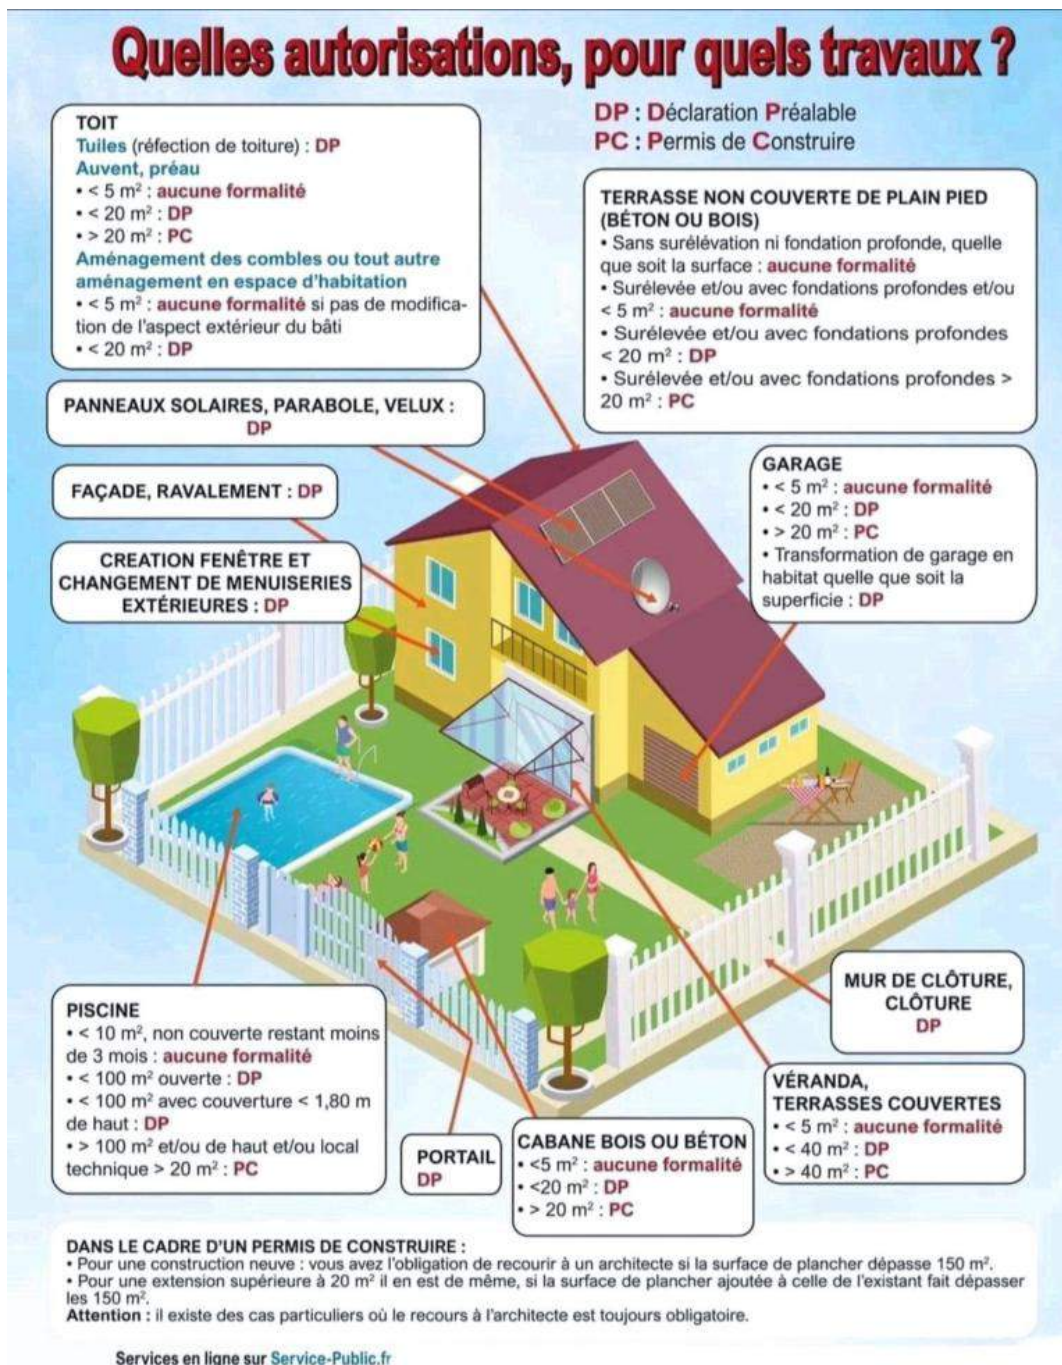 Quelles autorisations, pour quels travaux ?
DP : Déclaration Préalable
PC : Permis de Construire
TOIT
Tuiles (réfection de toiture) : DP
Auvent, préau
• < 5 m² : aucune formalité
• < 20 m² : DP
• > 20 m² : PC
Aménagement des combles ou tout autre
aménagement en espace d'habitation
• < 5 m² : aucune formalité si pas de modifica-
tion de l'aspect extérieur du bâti
• < 20 m² : DP
TERRASSE NON COUVERTE DE PLAIN PIED
(BÉTON OU BOIS)
• Sans surélévation ni fondation profonde, quelle
que soit la surface : aucune formalité
• Surélevée et/ou avec fondations profondes et/ou
< 5 m² : aucune formalité
• Surélevée et/ou avec fondations profondes
< 20 m² : DP
• Surélevée et/ou avec fondations profondes >
20 m² : PC
PANNEAUX SOLAIRES, PARABOLE, VELUX :
DP
FAÇADE, RAVALEMENT : DP
CREATION FENÊTRE ET
CHANGEMENT DE MENUISERIES
EXTÉRIEURES : DP
GARAGE
• < 5 m² : aucune formalité
• < 20 m² : DP
• > 20 m² : PC
• Transformation de garage en
habitat quelle que soit la
superficie : DP
PISCINE
• < 10 m², non couverte restant moins
de 3 mois : aucune formalité
• < 100 m² ouverte : DP
• < 100 m² avec couverture < 1,80 m
de haut : DP
• > 100 m² et/ou de haut et/ou local
technique > 20 m² : PC
PORTAIL
DP
CABANE BOIS OU BÉTON
• <5 m² : aucune formalité
• <20 m² : DP
• > 20 m² : PC
MUR DE CLÔTURE,
CLÔTURE
DP
VÉRANDA,
TERRASSES COUVERTES
• < 5 m² : aucune formalité
• < 40 m² : DP
• > 40 m² : PC
DANS LE CADRE D'UN PERMIS DE CONSTRUIRE :
• Pour une construction neuve : vous avez l'obligation de recourir à un architecte si la surface de plancher dépasse 150 m².
• Pour une extension supérieure à 20 m² il en est de même, si la surface de plancher ajoutée à celle de l'existant fait dépasser
les 150 m².
Attention : il existe des cas particuliers où le recours à l'architecte est toujours obligatoire.
Services en ligne sur Service-Public.fr